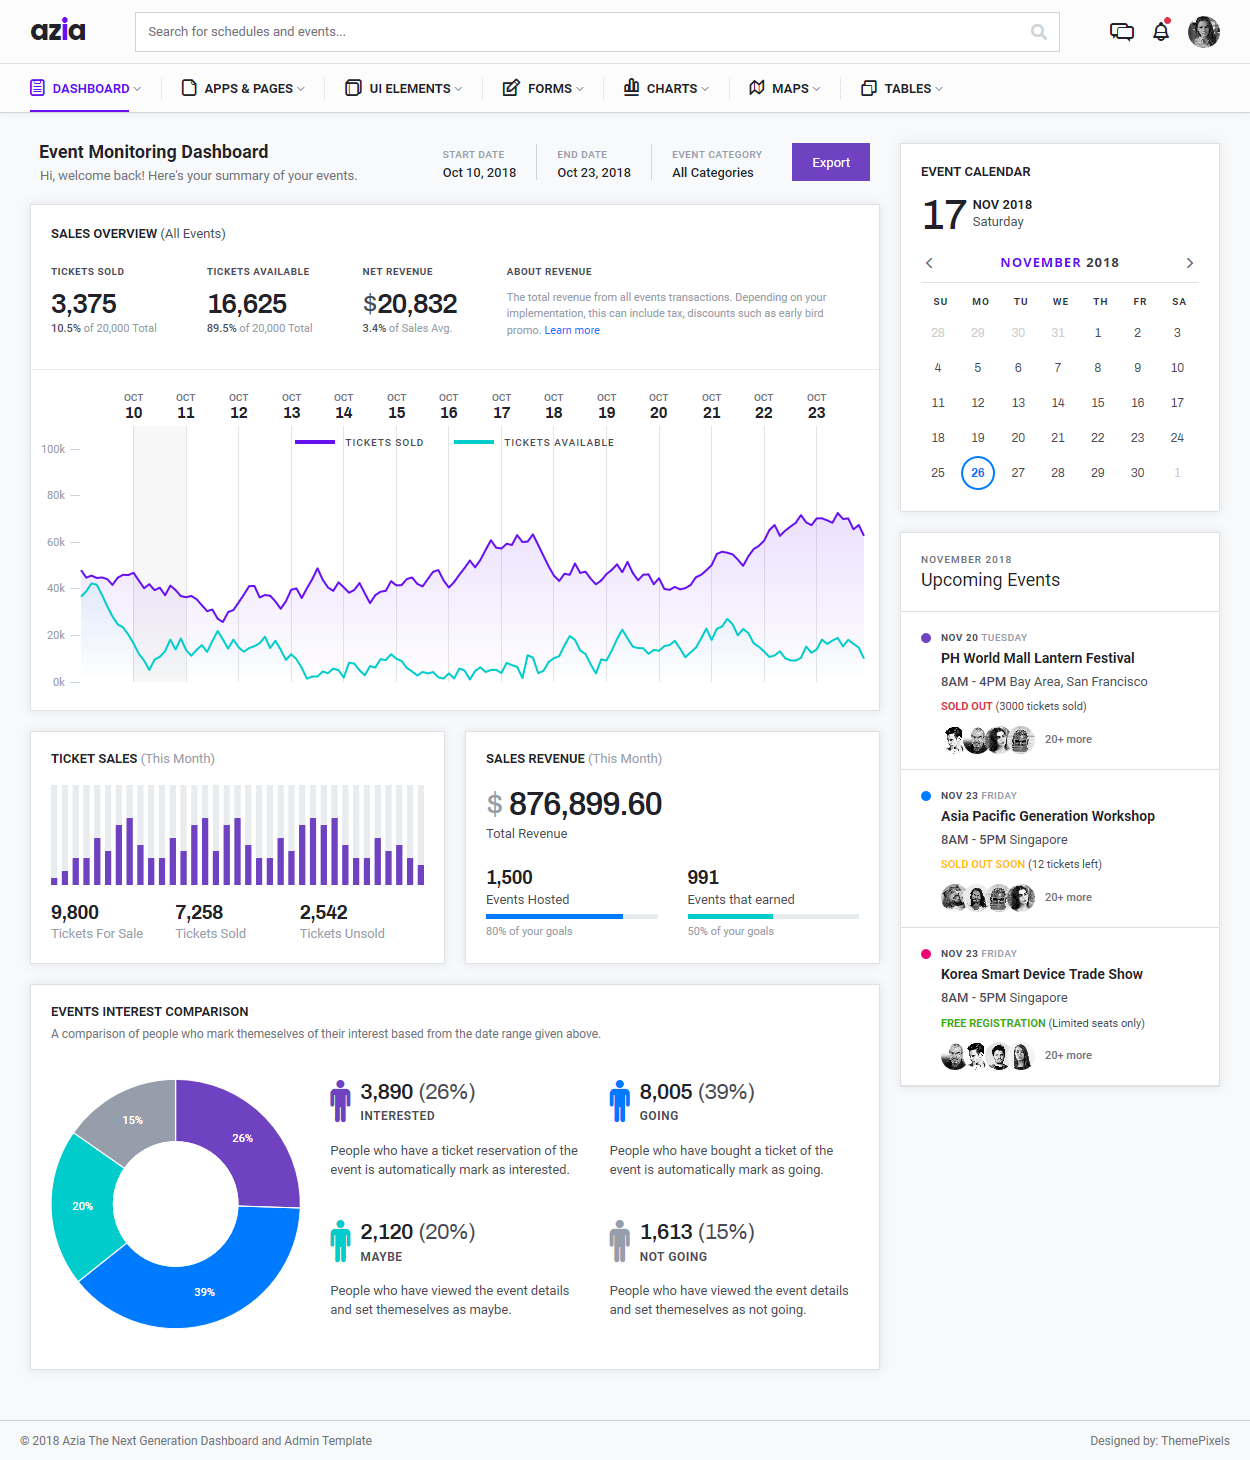 azia
Search for schedules and events...
DASHBOARD
APPS & PAGES
UI ELEMENTS
FORMS
CHARTS
MAPS
TABLES
Event Monitoring Dashboard
Hi, welcome back! Here's your summary of your events.
START DATE
Oct 10, 2018
END DATE
Oct 23, 2018
EVENT CATEGORY
All Categories
Export
SALES OVERVIEW (All Events)
TICKETS SOLD
3,375
10.5% of 20,000 Total
TICKETS AVAILABLE
16,625
89.5% of 20,000 Total
NET REVENUE
$20,832
3.4% of Sales Avg.
ABOUT REVENUE
The total revenue from all events transactions. Depending on your
implementation, this can include tax, discounts such as early bird
promo. Learn more
OCT OCT OCT OCT OCT OCT OCT OCT OCT OCT OCT OCT OCT OCT
10 11 12 13 14 15 16 17 18 19 20 21 22 23
TICKETS SOLD TICKETS AVAILABLE
100k
80k
60k
40k
20k
0k
TICKET SALES (This Month)
9,800
Tickets For Sale
7,258
Tickets Sold
2,542
Tickets Unsold
SALES REVENUE (This Month)
$ 876,899.60
Total Revenue
1,500
Events Hosted
80% of your goals
991
Events that earned
50% of your goals
EVENTS INTEREST COMPARISON
A comparison of people who mark themeselves of their interest based from the date range given above.
15%
26%
20%
39%
3,890 (26%)
INTERESTED
People who have a ticket reservation of the
event is automatically mark as interested.
8,005 (39%)
GOING
People who have bought a ticket of the
event is automatically mark as going.
2,120 (20%)
MAYBE
People who have viewed the event details
and set themeselves as maybe.
1,613 (15%)
NOT GOING
People who have viewed the event details
and set themeselves as not going.
EVENT CALENDAR
17
NOV 2018
Saturday
NOVEMBER 2018
SU MO TU WE TH FR SA
28 29 30 31 1 2 3
4 5 6 7 8 9 10
11 12 13 14 15 16 17
18 19 20 21 22 23 24
25 26 27 28 29 30 1
NOVEMBER 2018
Upcoming Events
NOV 20 TUESDAY
PH World Mall Lantern Festival
8AM - 4PM Bay Area, San Francisco
SOLD OUT (3000 tickets sold)
20+ more
NOV 23 FRIDAY
Asia Pacific Generation Workshop
8AM - 5PM Singapore
SOLD OUT SOON (12 tickets left)
20+ more
NOV 23 FRIDAY
Korea Smart Device Trade Show
8AM - 5PM Singapore
FREE REGISTRATION (Limited seats only)
20+ more
© 2018 Azia The Next Generation Dashboard and Admin Template
Designed by: ThemePixels